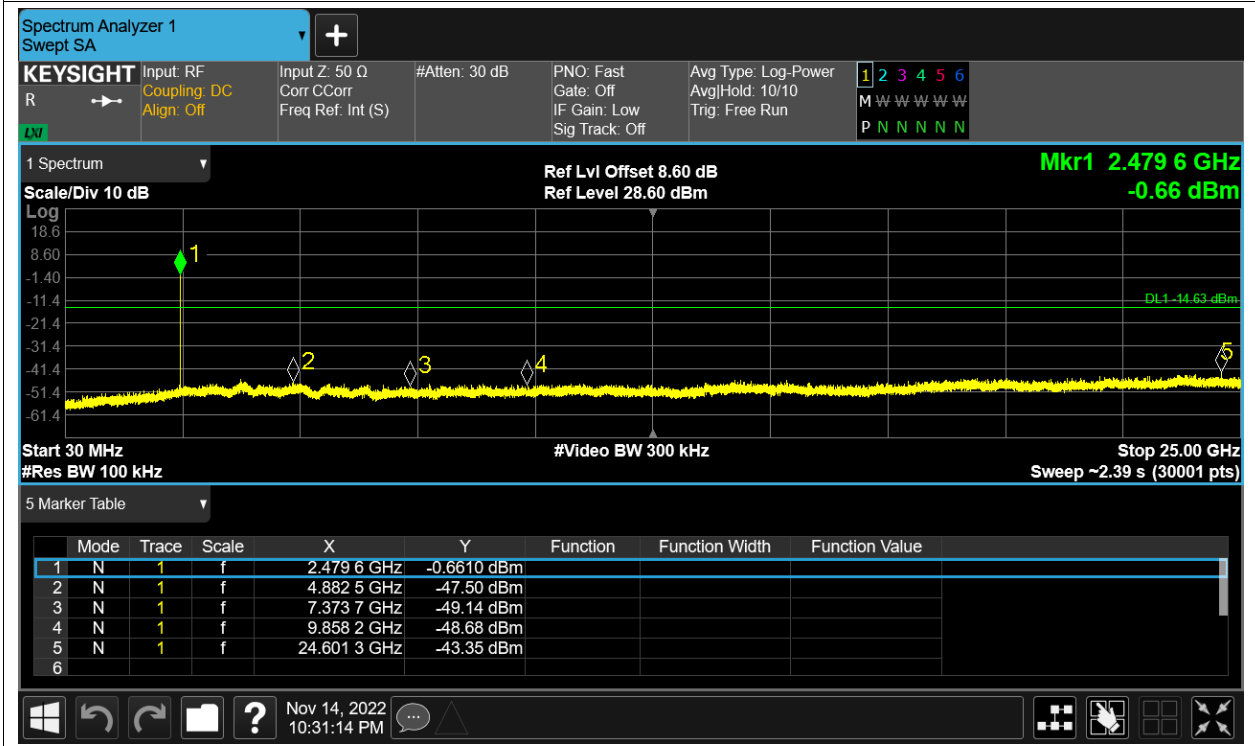 Spectrum Analyzer 1
Swept SA
KEYSIGHT
R
LXI
Input: RF
Coupling: DC
Align: Off
Input Z: 50 Ω
Corr CCorr
Freq Ref: Int (S)
#Atten: 30 dB
PNO: Fast
Gate: Off
IF Gain: Low
Sig Track: Off
Avg Type: Log-Power
Avg|Hold: 10/10
Trig: Free Run
1 2 3 4 5 6
M W W W W W
P N N N N N
1 Spectrum
Scale/Div 10 dB
Ref Lvl Offset 8.60 dB
Ref Level 28.60 dBm
Mkr1 2.479 6 GHz
-0.66 dBm
Log
18.6
8.60
-1.40
-11.4
-21.4
-31.4
-41.4
-51.4
-61.4
1
2
3
4
5
DL1 -14.63 dBm
Start 30 MHz
#Video BW 300 kHz
Stop 25.00 GHz
#Res BW 100 kHz
Sweep ~2.39 s (30001 pts)
5 Marker Table
Mode Trace Scale X Y Function Function Width Function Value
1 N 1 f 2.479 6 GHz -0.6610 dBm
2 N 1 f 4.882 5 GHz -47.50 dBm
3 N 1 f 7.373 7 GHz -49.14 dBm
4 N 1 f 9.858 2 GHz -48.68 dBm
5 N 1 f 24.601 3 GHz -43.35 dBm
6
?
Nov 14, 2022
10:31:14 PM